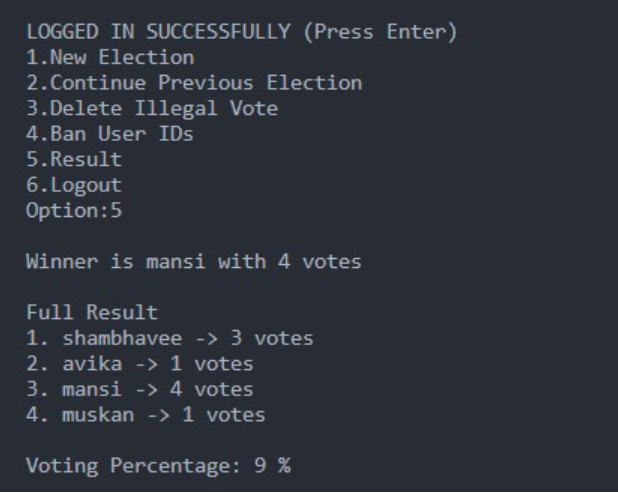 LOGGED IN SUCCESSFULLY (Press Enter)
1.New Election
2.Continue Previous Election
3.Delete Illegal Vote
4.Ban User IDs
5.Result
6.Logout
Option:5
Winner is mansi with 4 votes
Full Result
1. shambhavee -> 3 votes
2. avika -> 1 votes
3. mansi -> 4 votes
4. muskan -> 1 votes
Voting Percentage: 9 %